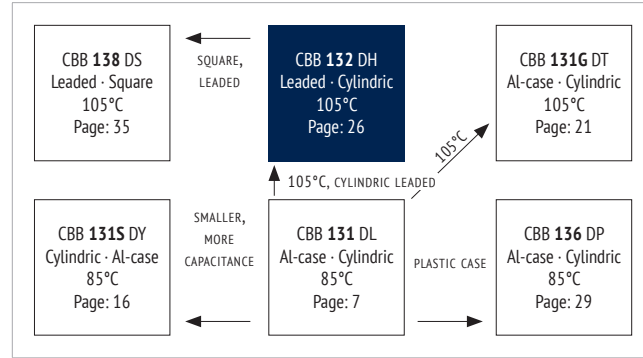 CBB 138 DS
Leaded · Square
105°C
Page: 35
SQUARE,
LEADED
CBB 132 DH
Leaded · Cylindric
105°C
Page: 26
CBB 131G DT
Al-case · Cylindric
105°C
Page: 21
105°C
105°C, CYLINDRIC LEADED
CBB 131S DY
Cylindric · Al-case
85°C
Page: 16
SMALLER,
MORE
CAPACITANCE
CBB 131 DL
Al-case · Cylindric
85°C
Page: 7
PLASTIC CASE
CBB 136 DP
Al-case · Cylindric
85°C
Page: 29